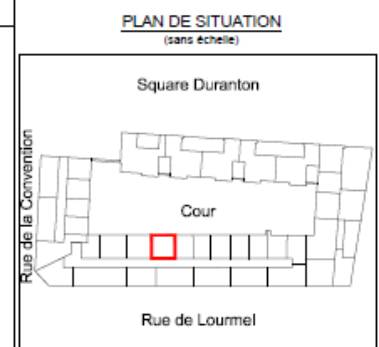 PLAN DE SITUATION
(sans échelle)
Square Duranton
Rue de la Convention
Cour
Rue de Lourmel